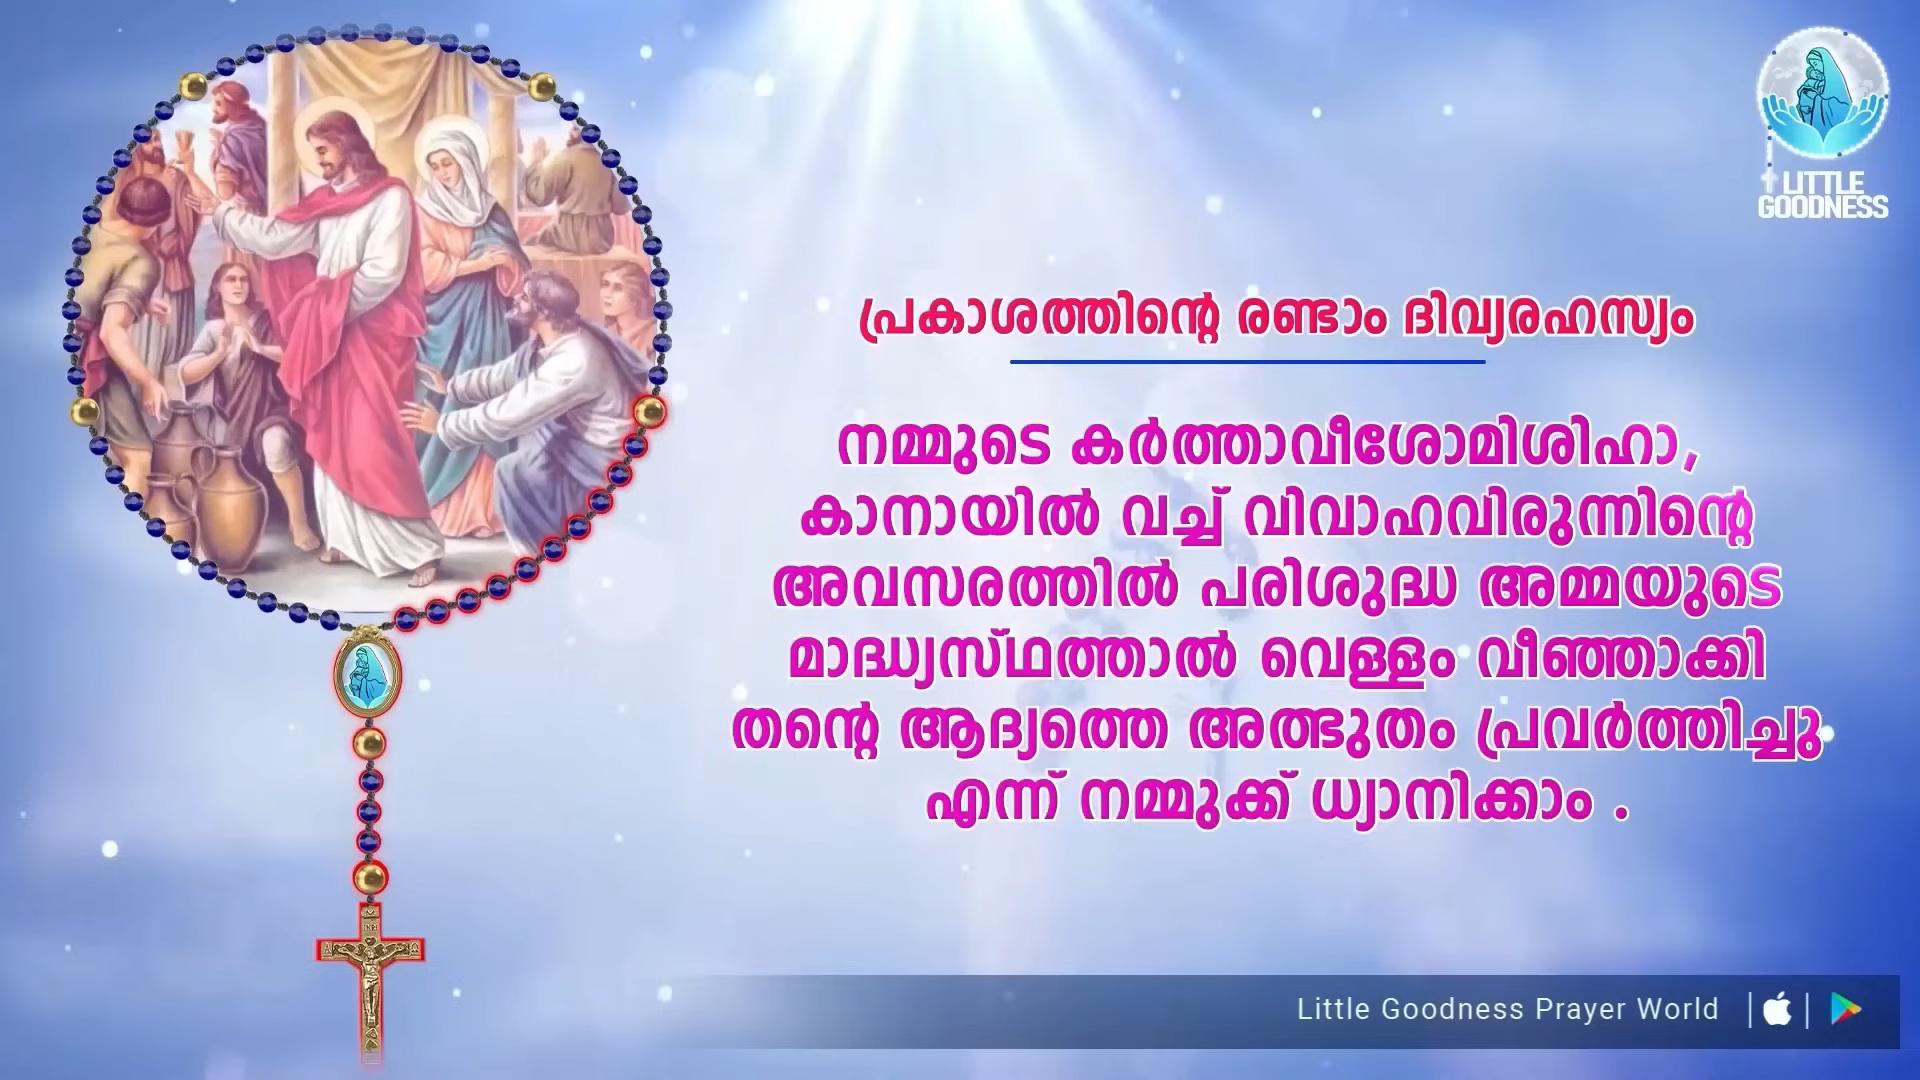 LITTLE
GOODNESS
പ്രകാശത്തിന്റെ രണ്ടാം ദിവ്യരഹസ്യം
നമ്മുടെ കർത്താവീശോമിശിഹാ,
കാനായിൽ വച്ച് വിവാഹവിരുന്നിന്റെ
അവസരത്തിൽ പരിശുദ്ധ അമ്മയുടെ
മാദ്ധ്യസ്ഥത്താൽ വെള്ളം വീഞ്ഞാക്കി
തന്റെ ആദ്യത്തെ അത്ഭുതം പ്രവർത്തിച്ചു
എന്ന് നമ്മുക്ക് ധ്യാനിക്കാം .
INRI
Little Goodness Prayer World